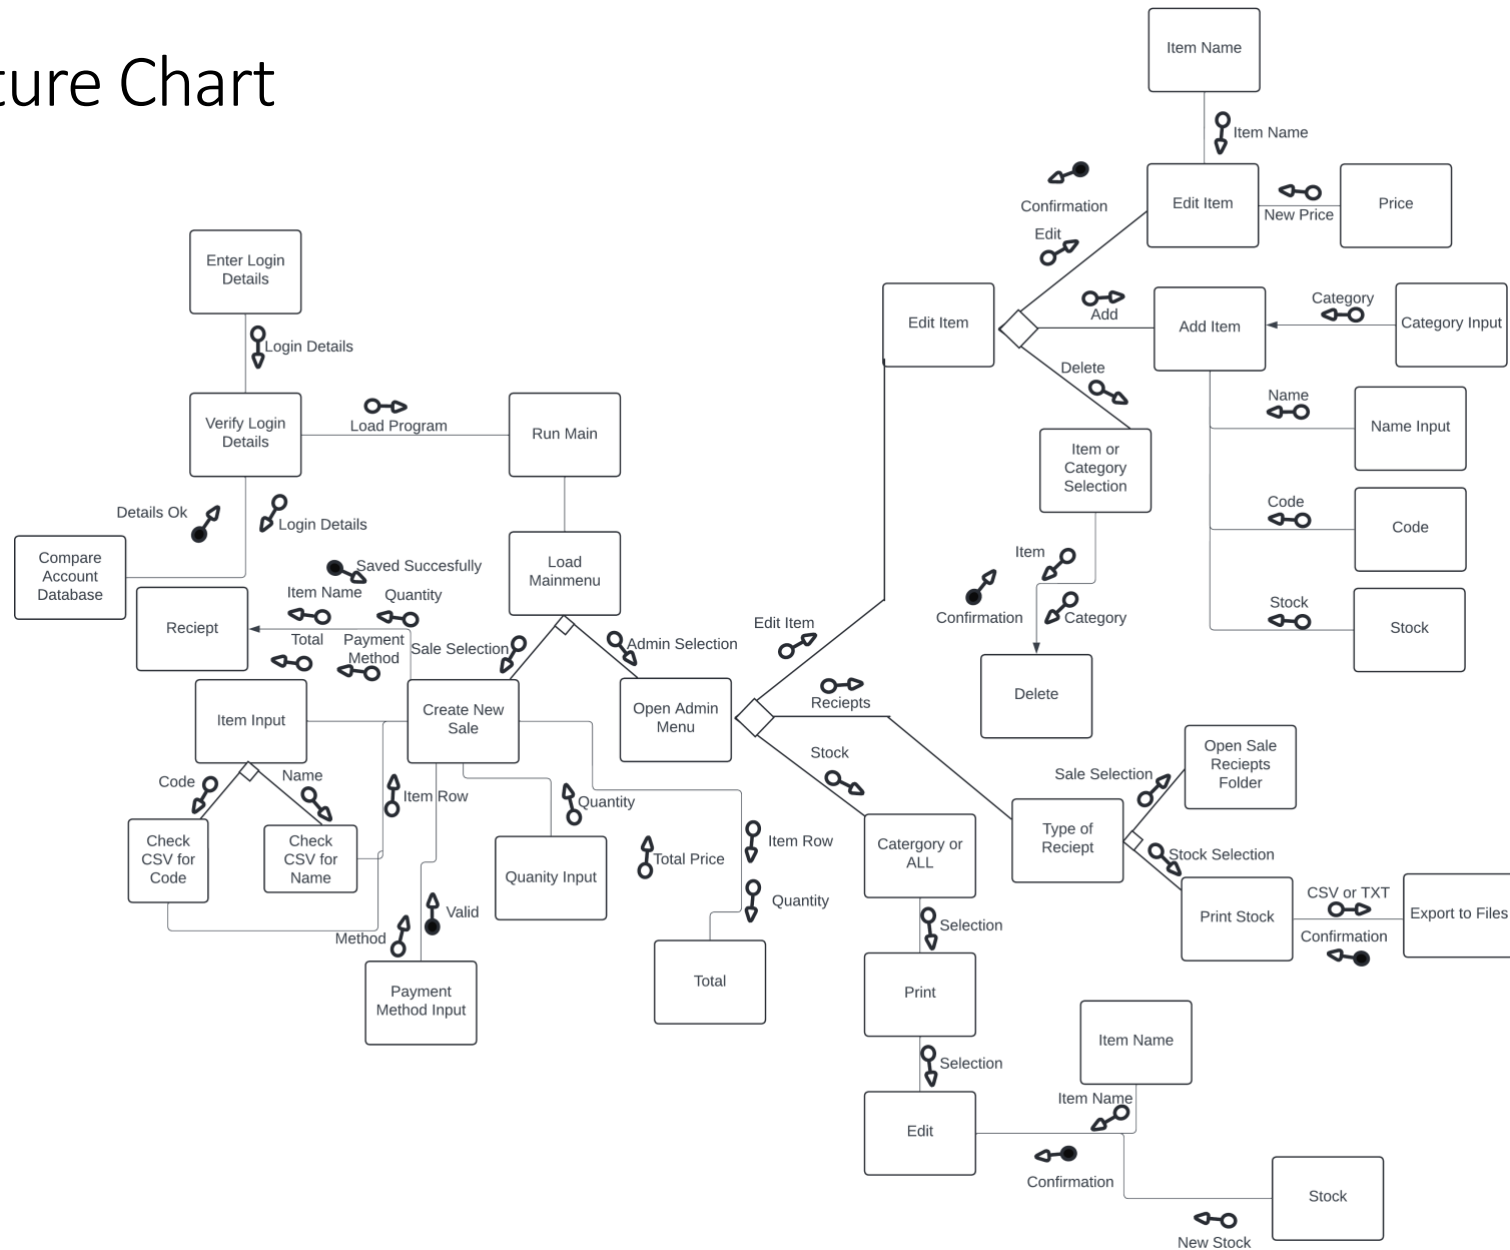 ture Chart
Item Name
Item Name
Confirmation
Edit Item
New Price
Price
Edit
Enter Login
Details
Login Details
Edit Item
Add
Add Item
Category
Category Input
Delete
Name
Name Input
Verify Login
Details
Load Program
Run Main
Item or
Category
Selection
Details Ok
Login Details
Code
Code
Compare
Account
Database
Saved Succesfully
Load
Mainmenu
Item
Item Name
Quantity
Confirmation
Category
Stock
Stock
Reciept
Total
Payment
Method
Sale Selection
Admin Selection
Edit Item
Delete
Item Input
Create New
Sale
Open Admin
Menu
Reciepts
Stock
Open Sale
Reciepts
Folder
Sale Selection
Code
Name
Item Row
Quantity
Check
CSV for
Code
Check
CSV for
Name
Quanity Input
Total Price
Item Row
Quantity
Catergory or
ALL
Type of
Reciept
Stock Selection
Print Stock
CSV or TXT
Confirmation
Export to Files
Valid
Method
Selection
Payment
Method Input
Total
Print
Selection
Item Name
Item Name
Edit
Confirmation
Stock
New Stock